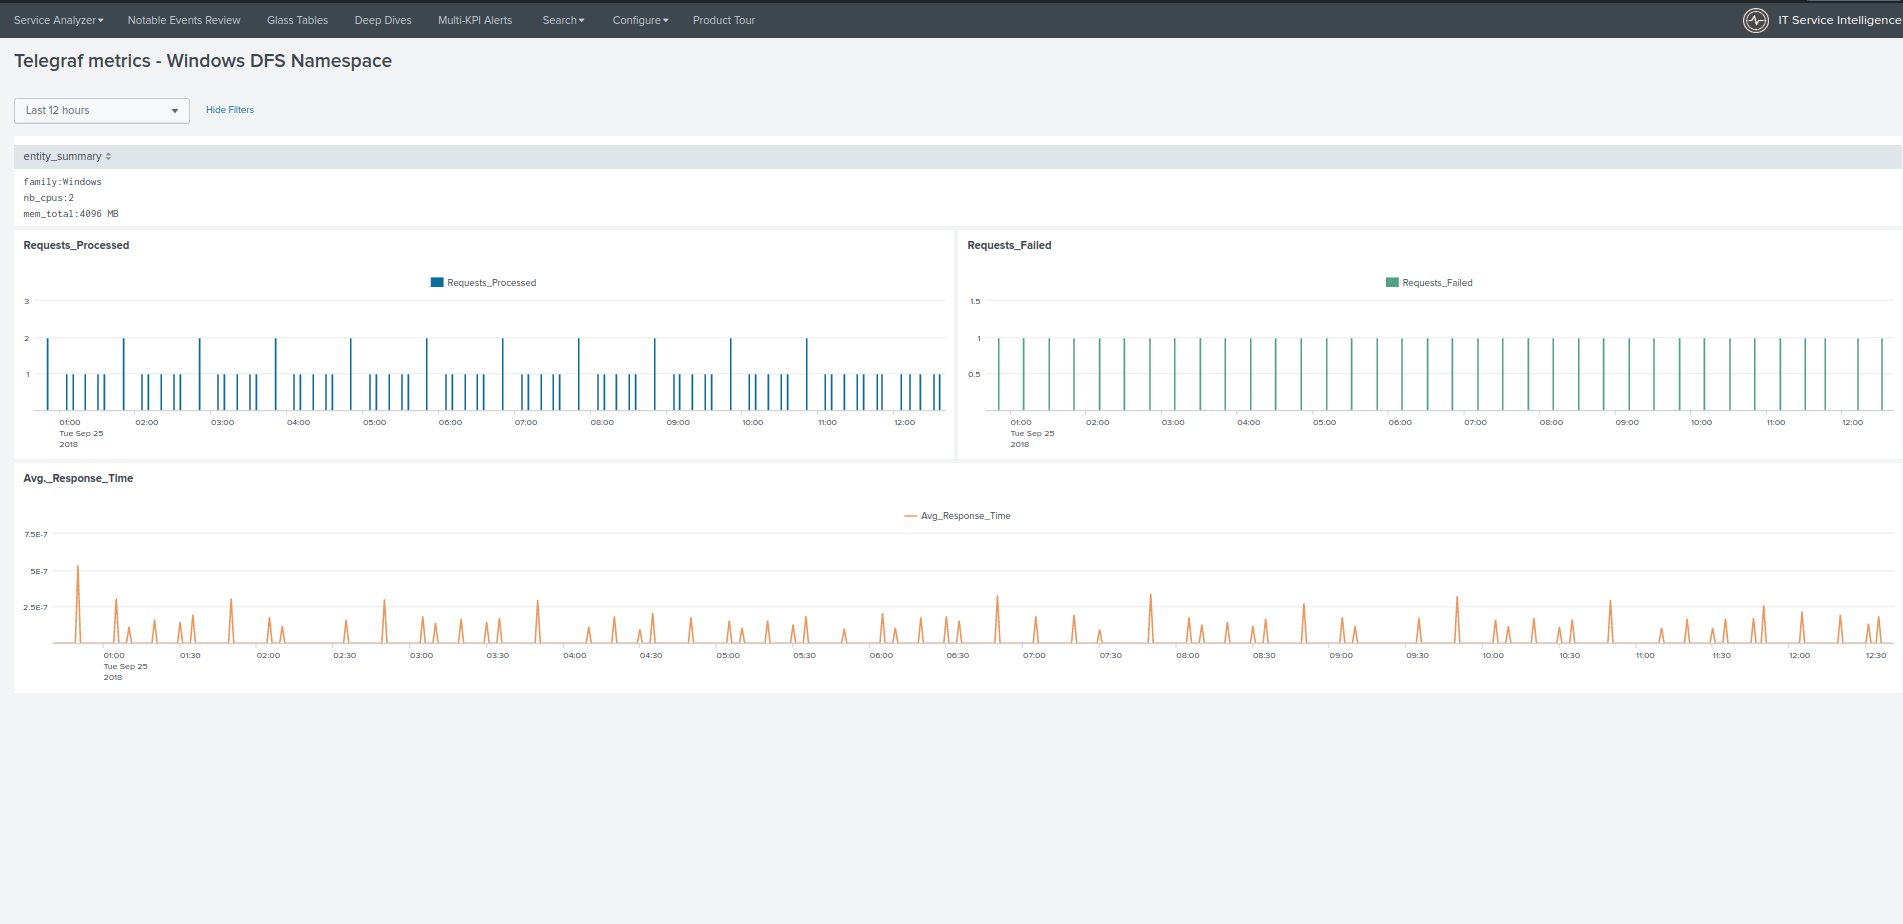 Service Analyzer Notable Events Review Glass Tables Deep Dives Multi-KPI Alerts Search Configure Product Tour IT Service Intelligence
Telegraf metrics - Windows DFS Namespace
Last 12 hours Hide Filters
entity_summary
family:Windows
nb_cpus:2
mem_total:4096 MB
Requests_Processed
Requests_Processed
3
2
1
01:00 02:00 03:00 04:00 05:00 06:00 07:00 08:00 09:00 10:00 11:00 12:00
Tue Sep 25
2018
Requests_Failed
Requests_Failed
1.5
1
0.5
01:00 02:00 03:00 04:00 05:00 06:00 07:00 08:00 09:00 10:00 11:00 12:00
Tue Sep 25
2018
Avg._Response_Time
Avg_Response_Time
7.5E-7
5E-7
2.5E-7
01:00 01:30 02:00 02:30 03:00 03:30 04:00 04:30 05:00 05:30 06:00 06:30 07:00 07:30 08:00 08:30 09:00 09:30 10:00 10:30 11:00 11:30 12:00 12:30
Tue Sep 25
2018